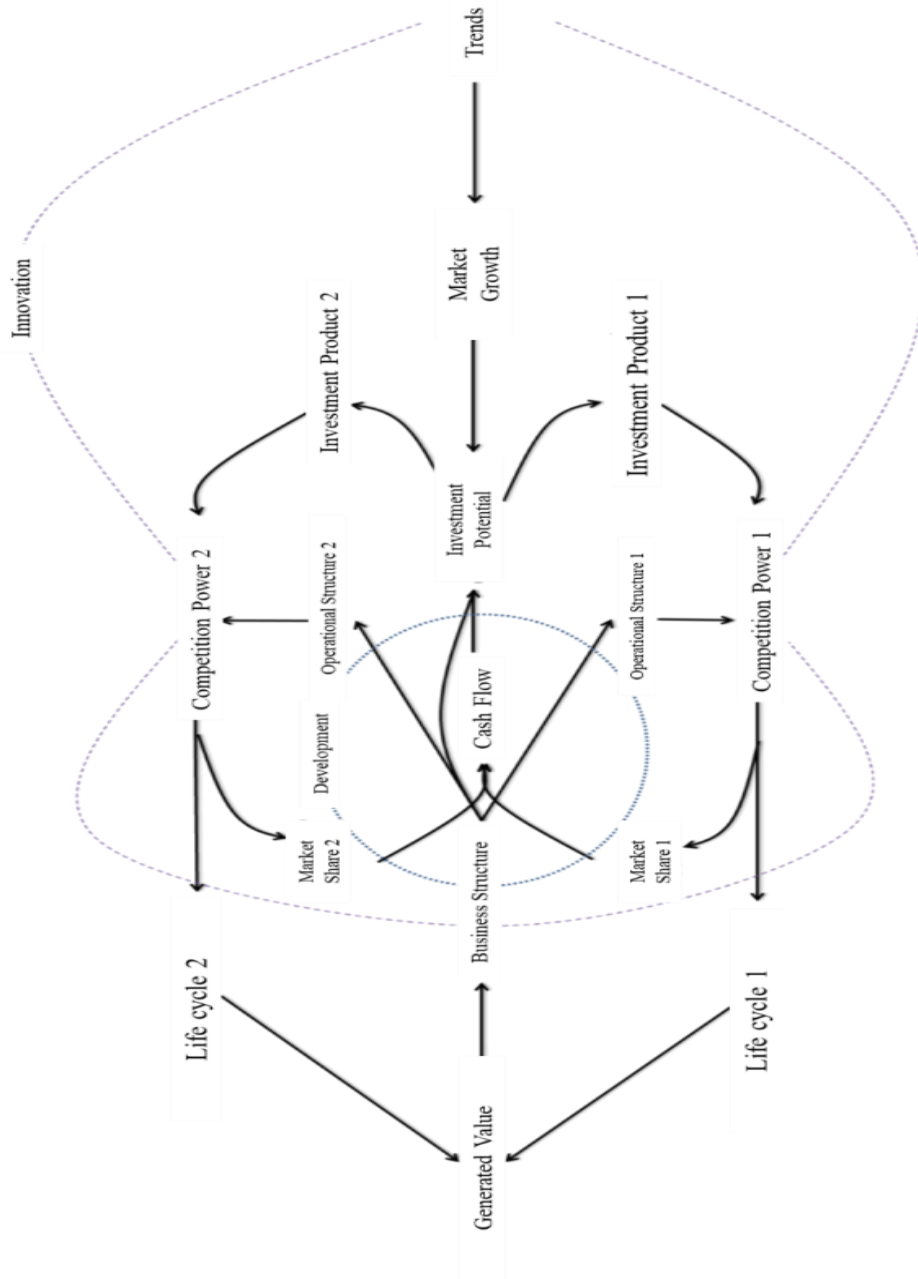 Innovation
Life cycle 2
Competition Power 2
Market
Share 2
Development
Operational Structure 2
Investment Product 2
Generated Value
Business Structure
Cash Flow
Investment
Potential
Market
Growth
Trends
Market
Share 1
Operational Structure 1
Investment Product 1
Life cycle 1
Competition Power 1